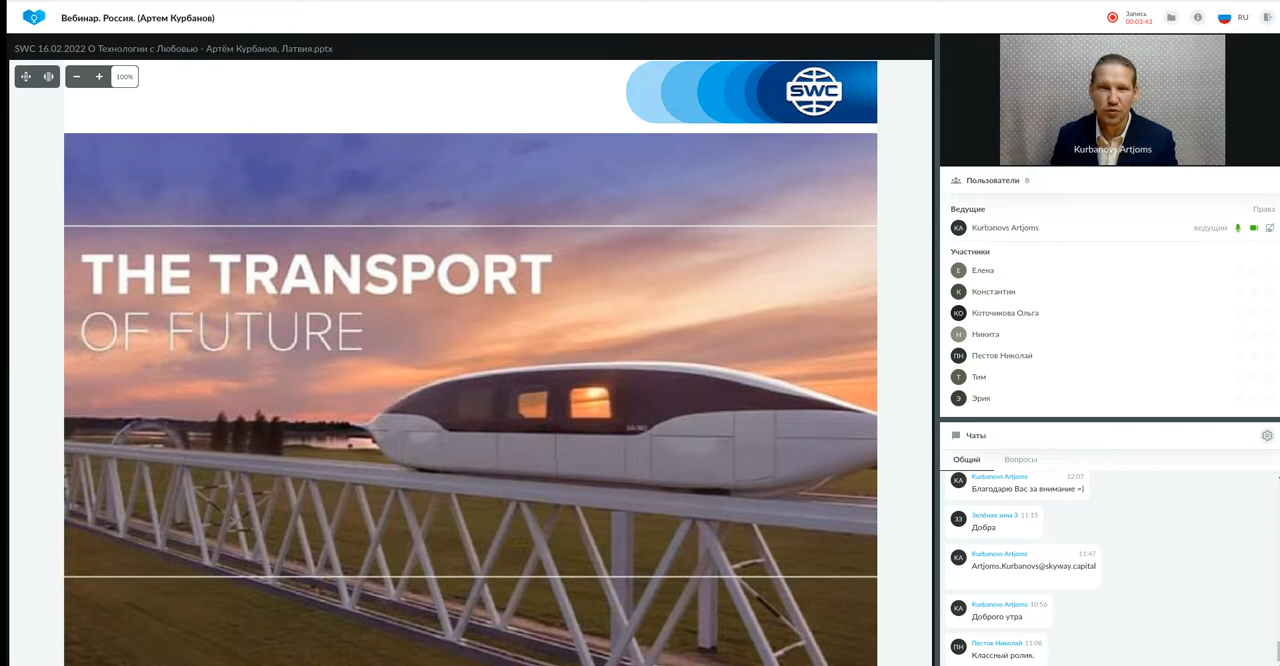 Вебинар. Россия. (Артем Курбанов)
Запись
00:03:43
RU
SWC 16.02.2022 О Технологии с Любовью - Артём Курбанов, Латвия.pptx
100%
SWC
THE TRANSPORT
OF FUTURE
Kurbanovs Artjoms
Пользователи 8
Ведущие Права
KA Kurbanovs Artjoms ведущий
Участники
Е Елена
К Константин
КО Коточикова Ольга
Н Никита
ПН Пестов Николай
Т Тим
Э Эрик
Чаты
Общий Вопросы
KA Kurbanovs Artjoms 12:07
Благодарю Вас за внимание =)
ЗЗ Зелёная зина З 11:15
Добра
KA Kurbanovs Artjoms 11:47
Artjoms.Kurbanovs@skyway.capital
KA Kurbanovs Artjoms 10:56
Доброго утра
ПН Пестов Николай 11:08
Классный ролик.